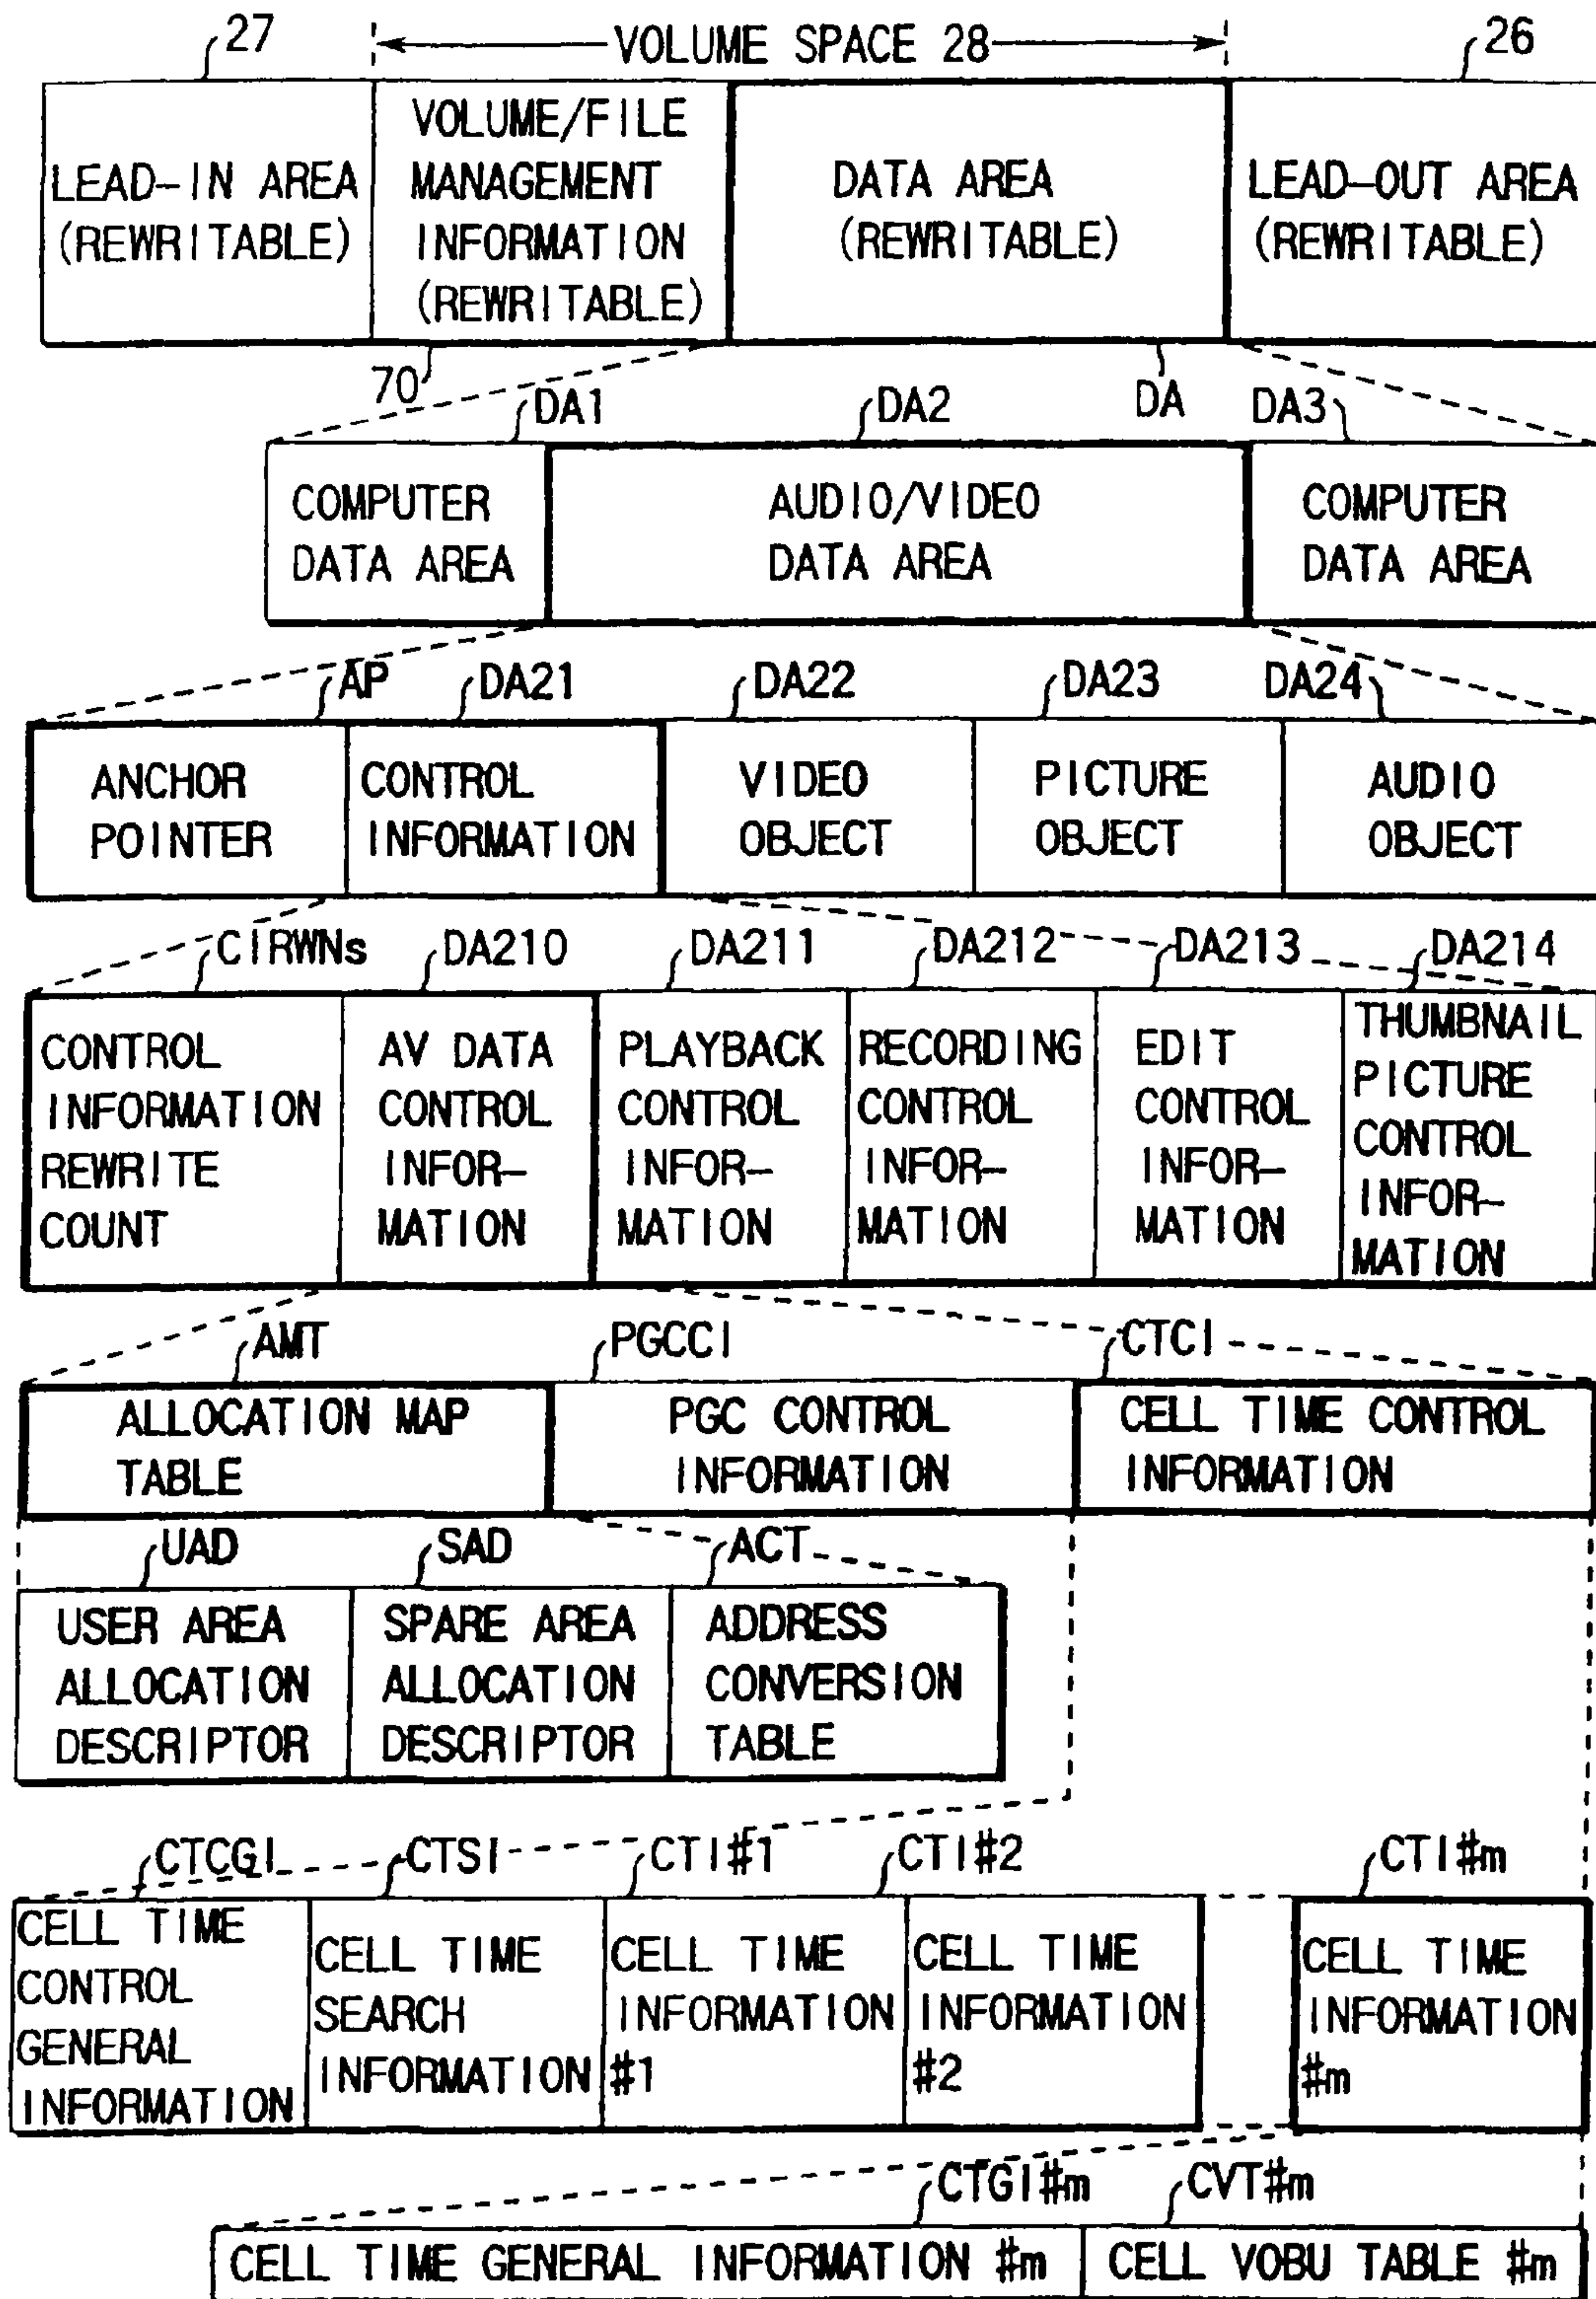 27
VOLUME SPACE 28
26
LEAD-IN AREA
(REWRITABLE)
VOLUME/FILE
MANAGEMENT
INFORMATION
(REWRITABLE)
DATA AREA
(REWRITABLE)
LEAD-OUT AREA
(REWRITABLE)
70
DA
DA1
DA2
DA3
COMPUTER
DATA AREA
AUDIO/VIDEO
DATA AREA
COMPUTER
DATA AREA
AP
DA21
DA22
DA23
DA24
ANCHOR
POINTER
CONTROL
INFORMATION
VIDEO
OBJECT
PICTURE
OBJECT
AUDIO
OBJECT
CIRWNs
DA210
DA211
DA212
DA213
DA214
CONTROL
INFORMATION
REWRITE
COUNT
AV DATA
CONTROL
INFOR-
MATION
PLAYBACK
CONTROL
INFOR-
MATION
RECORDING
CONTROL
INFOR-
MATION
EDIT
CONTROL
INFOR-
MATION
THUMBNAIL
PICTURE
CONTROL
INFOR-
MATION
AMT
PGCCI
CTCI
ALLOCATION MAP
TABLE
PGC CONTROL
INFORMATION
CELL TIME CONTROL
INFORMATION
UAD
SAD
ACT
USER AREA
ALLOCATION
DESCRIPTOR
SPARE AREA
ALLOCATION
DESCRIPTOR
ADDRESS
CONVERSION
TABLE
CTCGI
CTSI
CTI#1
CTI#2
CTI#m
CELL TIME
CONTROL
GENERAL
INFORMATION
CELL TIME
SEARCH
INFORMATION
CELL TIME
INFORMATION
#1
CELL TIME
INFORMATION
#2
CELL TIME
INFORMATION
#m
CTGI#m
CVT#m
CELL TIME GENERAL INFORMATION #m
CELL VOBU TABLE #m